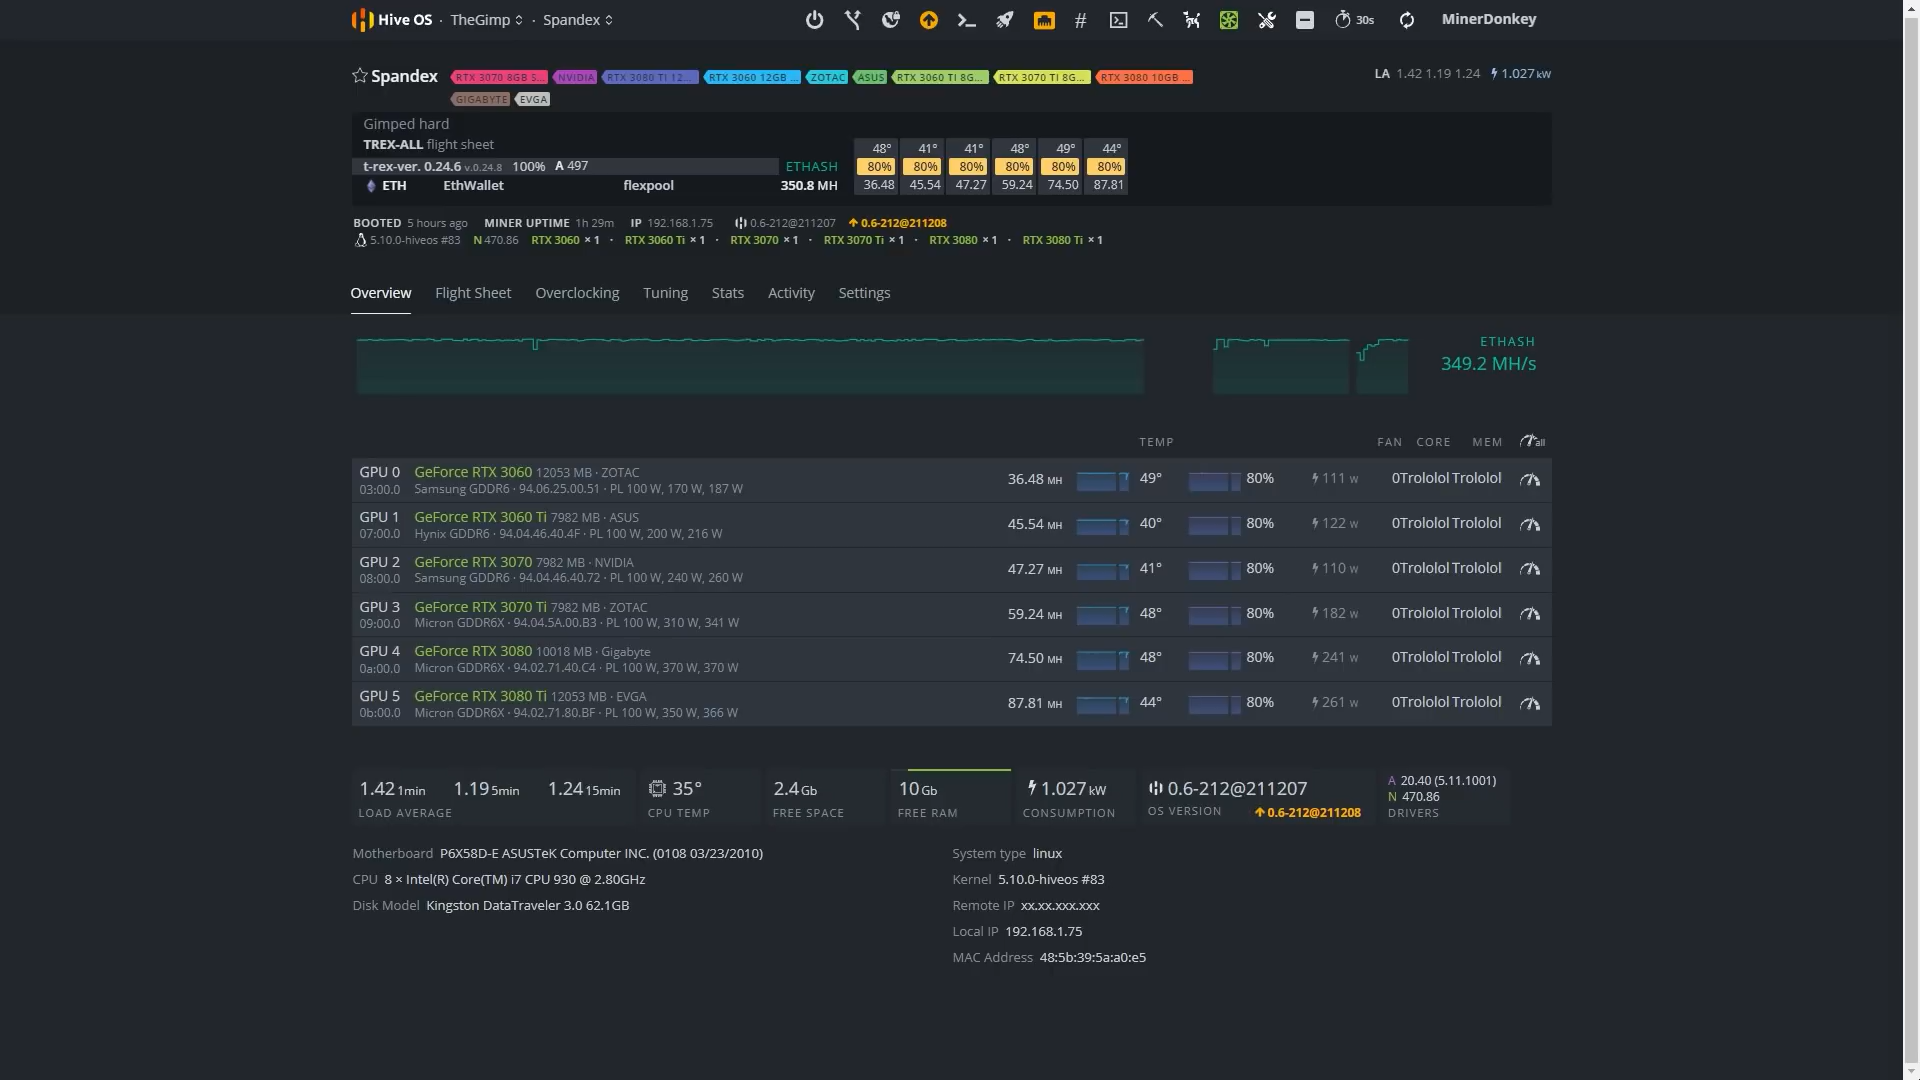 Hive OS · TheGimp · Spandex 30s MinerDonkey
Spandex RTX 3070 8GB S... NVIDIA RTX 3080 TI 12... RTX 3060 12GB ... ZOTAC ASUS RTX 3060 TI 8G... RTX 3070 TI 8G... RTX 3080 10GB ... LA 1.42 1.19 1.24 1.027 kW
GIGABYTE EVGA
Gimped hard
TREX-ALL flight sheet 48° 41° 41° 48° 49° 44°
t-rex-ver. 0.24.6 v.0.24.8 100% A 497 ETHASH 80% 80% 80% 80% 80% 80%
ETH EthWallet flexpool 350.8 MH 36.48 45.54 47.27 59.24 74.50 87.81
BOOTED 5 hours ago MINER UPTIME 1h 29m IP 192.168.1.75 0.6-212@211207 0.6-212@211208
5.10.0-hiveos #83 N 470.86 RTX 3060 × 1 · RTX 3060 Ti × 1 · RTX 3070 × 1 · RTX 3070 Ti × 1 · RTX 3080 × 1 · RTX 3080 Ti × 1
Overview Flight Sheet Overclocking Tuning Stats Activity Settings
ETHASH
349.2 MH/s
TEMP FAN CORE MEM all
GPU 0 GeForce RTX 3060 12053 MB · ZOTAC 36.48 MH 49° 80% 111 W 0Trololol Trololol
03:00.0 Samsung GDDR6 · 94.06.25.00.51 · PL 100 W, 170 W, 187 W
GPU 1 GeForce RTX 3060 Ti 7982 MB · ASUS 45.54 MH 40° 80% 122 W 0Trololol Trololol
07:00.0 Hynix GDDR6 · 94.04.46.40.4F · PL 100 W, 200 W, 216 W
GPU 2 GeForce RTX 3070 7982 MB · NVIDIA 47.27 MH 41° 80% 110 W 0Trololol Trololol
08:00.0 Samsung GDDR6 · 94.04.46.40.72 · PL 100 W, 240 W, 260 W
GPU 3 GeForce RTX 3070 Ti 7982 MB · ZOTAC 59.24 MH 48° 80% 182 W 0Trololol Trololol
09:00.0 Micron GDDR6X · 94.04.5A.00.B3 · PL 100 W, 310 W, 341 W
GPU 4 GeForce RTX 3080 10018 MB · Gigabyte 74.50 MH 48° 80% 241 W 0Trololol Trololol
0a:00.0 Micron GDDR6X · 94.02.71.40.C4 · PL 100 W, 370 W, 370 W
GPU 5 GeForce RTX 3080 Ti 12053 MB · EVGA 87.81 MH 44° 80% 261 W 0Trololol Trololol
0b:00.0 Micron GDDR6X · 94.02.71.80.BF · PL 100 W, 350 W, 366 W
1.42 1min 1.19 5min 1.24 15min 35° 2.4 Gb 10 Gb 1.027 kW 0.6-212@211207 A 20.40 (5.11.1001)
N 470.86
LOAD AVERAGE CPU TEMP FREE SPACE FREE RAM CONSUMPTION OS VERSION 0.6-212@211208 DRIVERS
Motherboard P6X58D-E ASUSTeK Computer INC. (0108 03/23/2010) System type linux
CPU 8 × Intel(R) Core(TM) i7 CPU 930 @ 2.80GHz Kernel 5.10.0-hiveos #83
Disk Model Kingston DataTraveler 3.0 62.1GB Remote IP xx.xx.xxx.xxx
Local IP 192.168.1.75
MAC Address 48:5b:39:5a:a0:e5